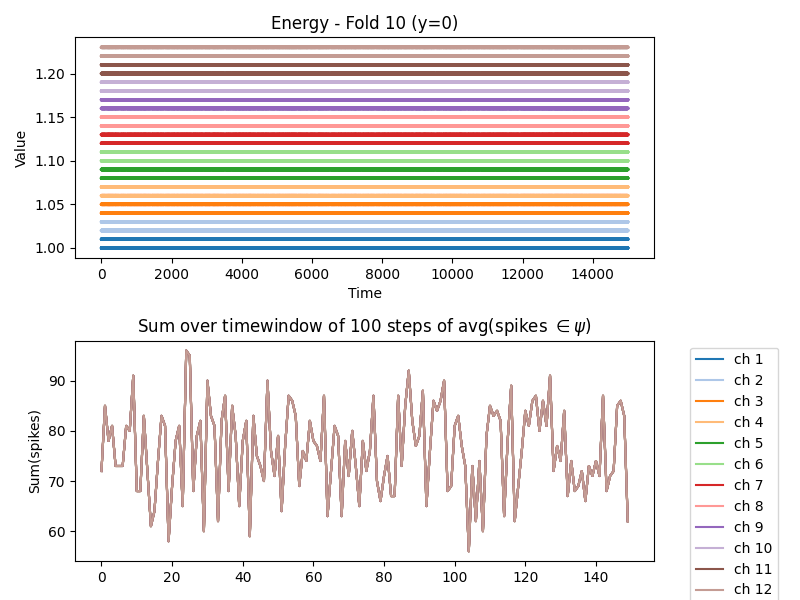 Energy - Fold 10 (y=0)
1.20
1.15
1.10
1.05
1.00
Value
0 2000 4000 6000 8000 10000 12000 14000
Time
Sum over timewindow of 100 steps of avg(spikes ∈ ψ)
90
80
70
60
Sum(spikes)
0 20 40 60 80 100 120 140
ch 1
ch 2
ch 3
ch 4
ch 5
ch 6
ch 7
ch 8
ch 9
ch 10
ch 11
ch 12